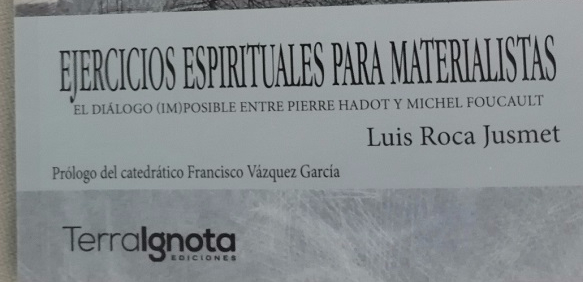 EJERCICIOS ESPIRITUALES PARA MATERIALISTAS
EL DIÁLOGO (IM)POSIBLE ENTRE PIERRE HADOT Y MICHEL FOUCAULT
Luis Roca Jusmet
Prólogo del catedrático Francisco Vázquez García
TerraIgnota
EDICIONES